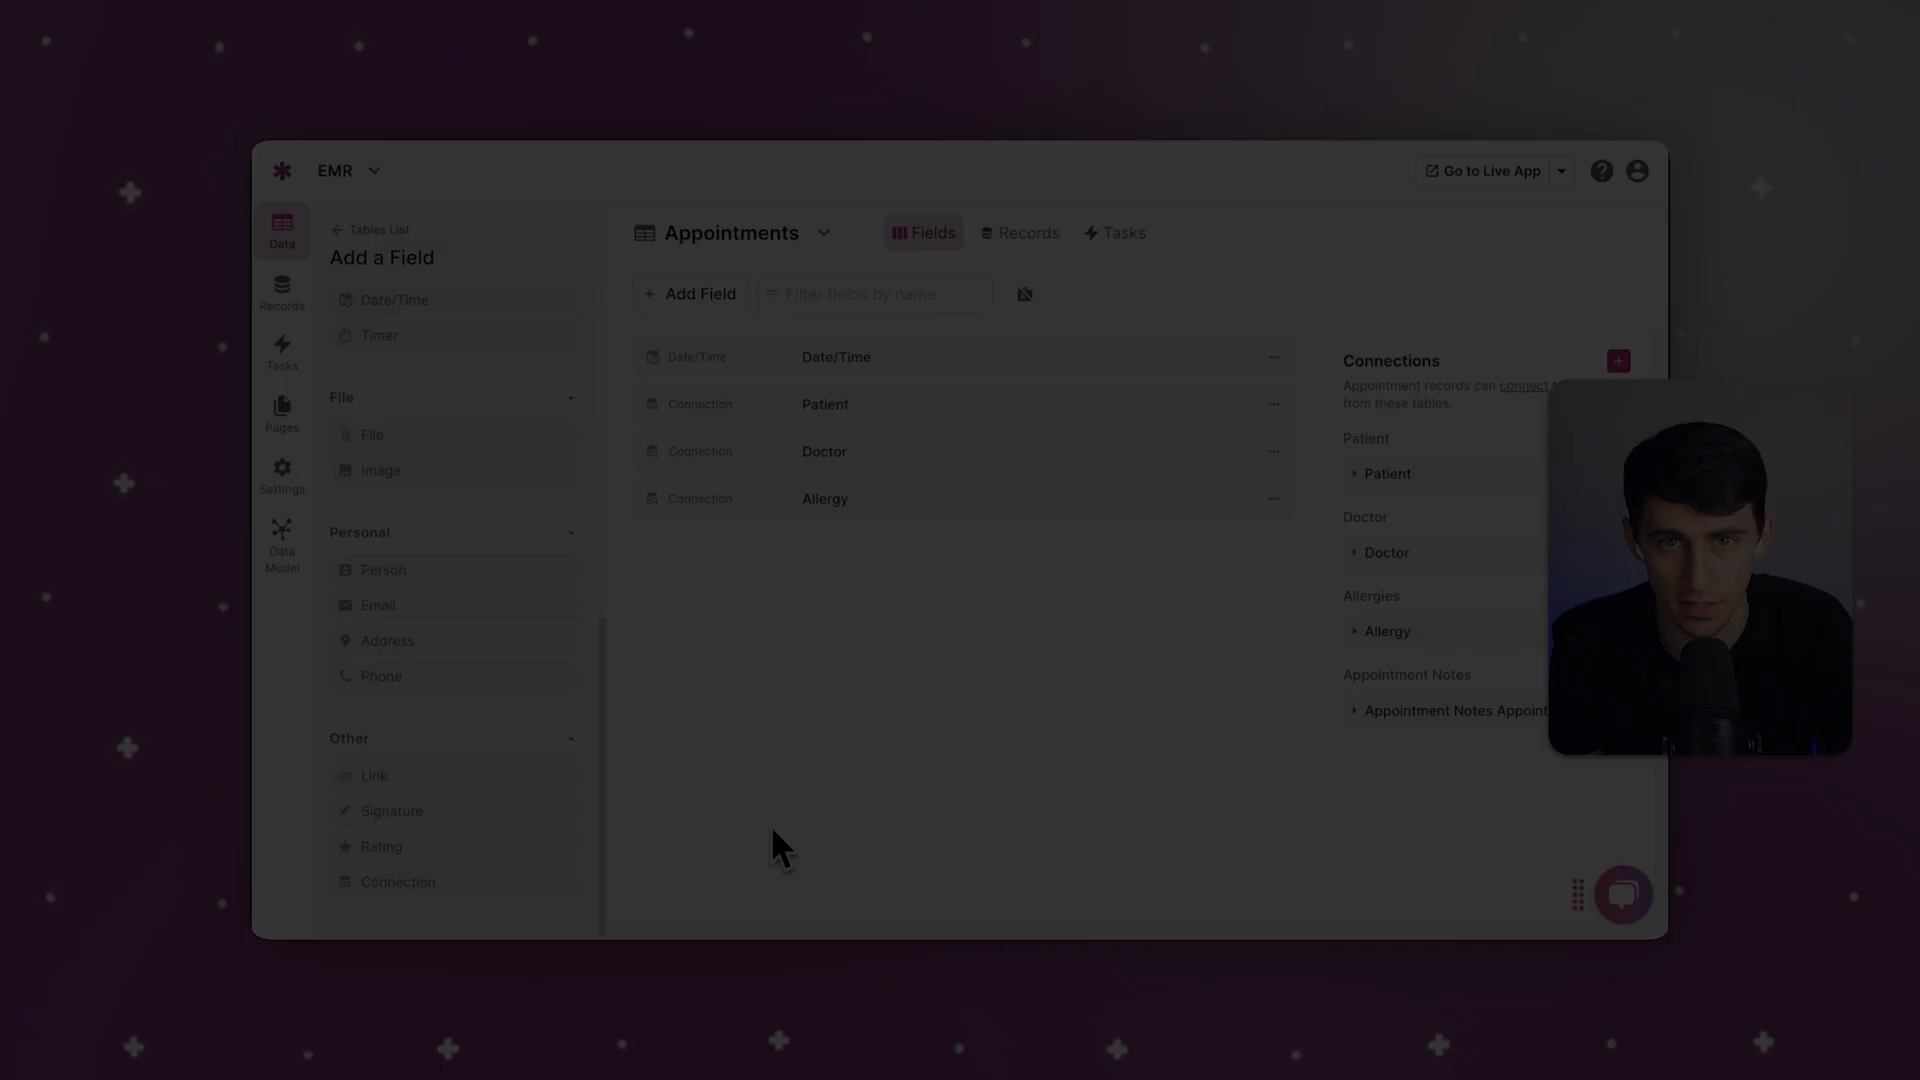 EMR
Go to Live App
Data
Records
Tasks
Pages
Settings
Data
Model
Tables List
Add a Field
Date/Time
Timer
File
File
Image
Personal
Person
Email
Address
Phone
Other
Link
Signature
Rating
Connection
Appointments
Fields
Records
Tasks
+ Add Field
Filter fields by name
Date/Time Date/Time
Connection Patient
Connection Doctor
Connection Allergy
Connections
Appointment records can connect
from these tables.
Patient
Patient
Doctor
Doctor
Allergies
Allergy
Appointment Notes
Appointment Notes Appoint